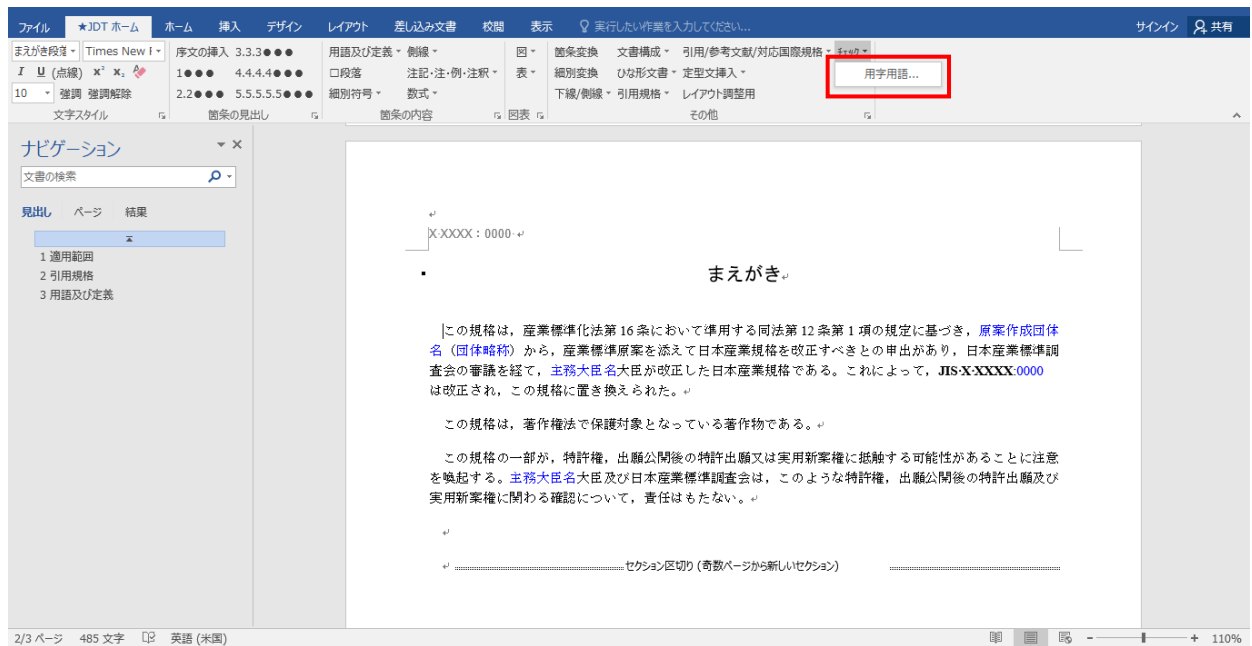 ファイル ★JDT ホーム ホーム 挿入 デザイン レイアウト 差し込み文書 校閲 表示 実行したい作業を入力してください... サインイン 共有
まえがき段落 Times New 序文の挿入 3.3.3●●● 用語及び定義 側線 図 箇条変換 文書構成 引用/参考文献/対応国際規格 ﾁｪｯｸ
I U (点線) x² x₂ 1●●● 4.4.4.4●●● 口段落 注記・注・例・注釈 表 細別変換 ひな形文書 定型文挿入 用字用語...
10 強調 強調解除 2.2●●● 5.5.5.5.5●●● 細別符号 数式 下線/側線 引用規格 レイアウト調整用
文字スタイル 箇条の見出し 箇条の内容 図表 その他
ナビゲーション
文書の検索
見出し ページ 結果
1 適用範囲
2 引用規格
3 用語及び定義
X·XXXX：0000
まえがき
この規格は，産業標準化法第 16 条において準用する同法第 12 条第 1 項の規定に基づき，原案作成団体
名（団体略称）から，産業標準原案を添えて日本産業規格を改正すべきとの申出があり，日本産業標準調
査会の審議を経て，主務大臣名大臣が改正した日本産業規格である。これによって，JIS·X·XXXX:0000
は改正され，この規格に置き換えられた。
この規格は，著作権法で保護対象となっている著作物である。
この規格の一部が，特許権，出願公開後の特許出願又は実用新案権に抵触する可能性があることに注意
を喚起する。主務大臣名大臣及び日本産業標準調査会は，このような特許権，出願公開後の特許出願及び
実用新案権に関わる確認について，責任はもたない。
セクション区切り (奇数ページから新しいセクション)
2/3 ページ 485 文字 英語 (米国) 110%